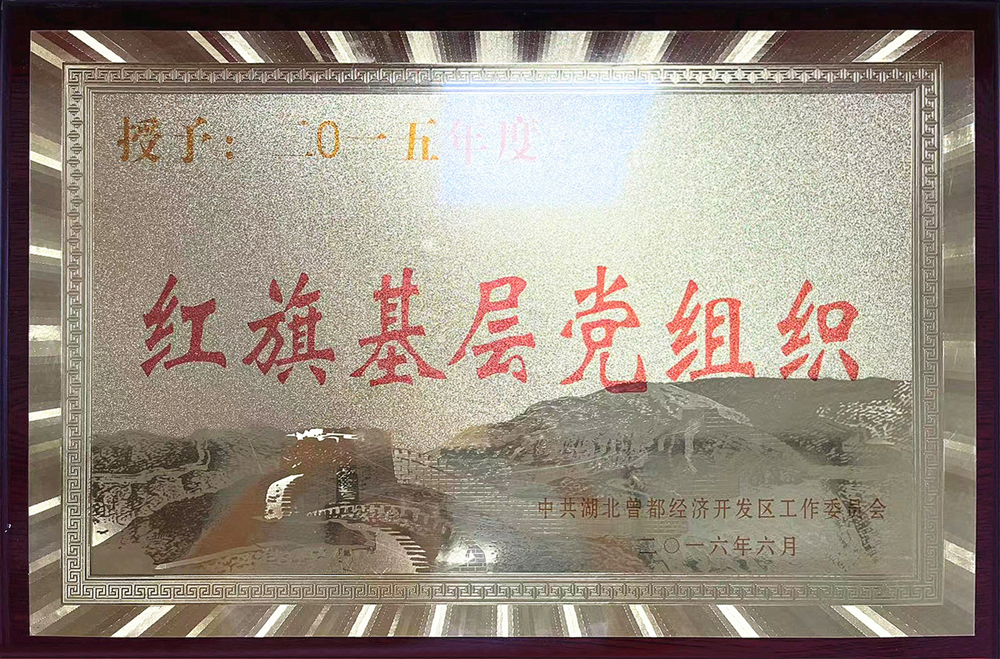 授予：二0一五年度
红旗基层党组织
中共湖北曾都经济开发区工作委员会
二〇一六年六月